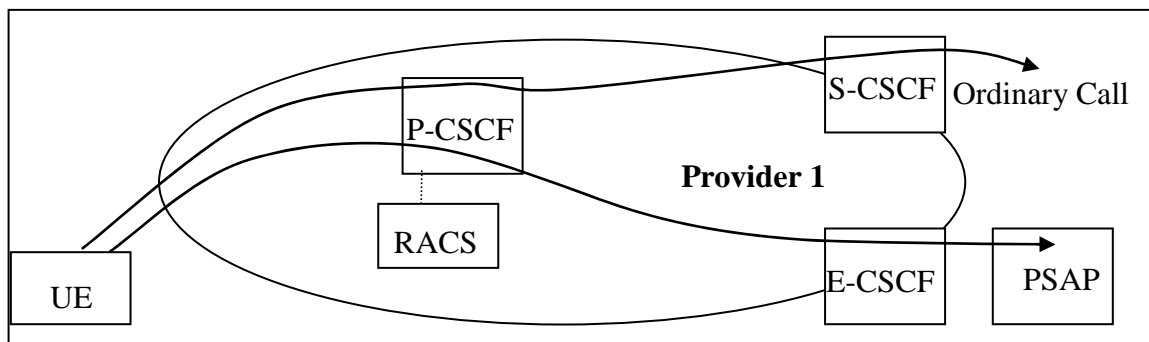 S-CSCF
Ordinary Call
P-CSCF
Provider 1
RACS
UE
E-CSCF
PSAP